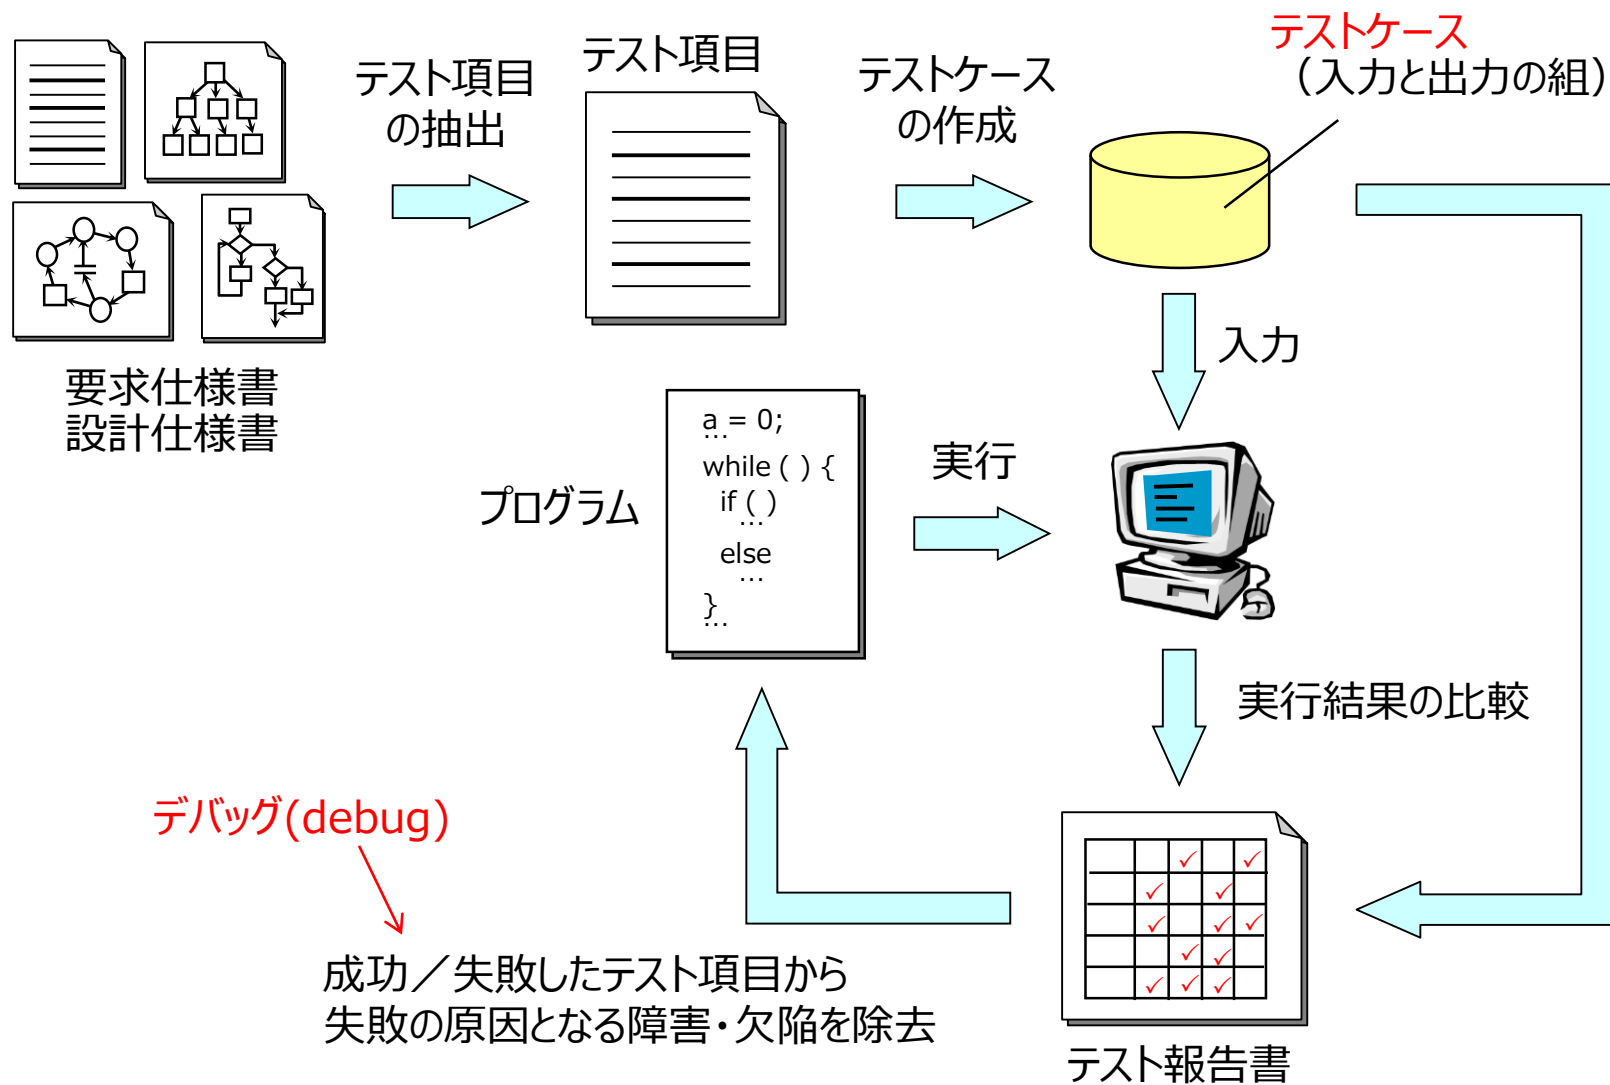 テスト項目
の抽出
テスト項目
テストケース
の作成
テストケース
（入力と出力の組）
要求仕様書
設計仕様書
入力
プログラム
a = 0;
…
while ( ) {
if ( )
…
else
…
}
…
実行
実行結果の比較
デバッグ(debug)
成功／失敗したテスト項目から
失敗の原因となる障害・欠陥を除去
テスト報告書